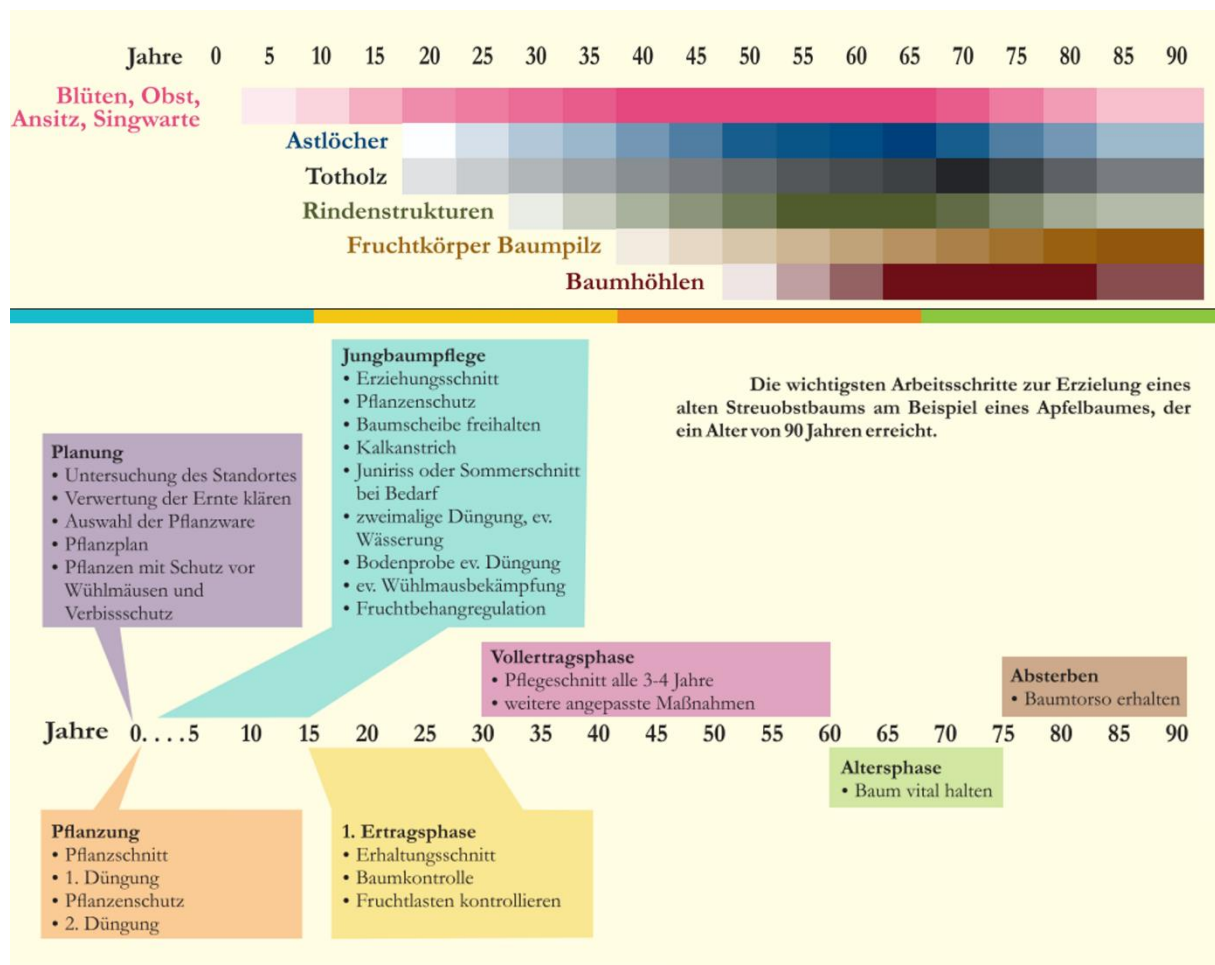 Jahre 0 5 10 15 20 25 30 35 40 45 50 55 60 65 70 75 80 85 90
Blüten, Obst,
Ansitz, Singwarte
Astlöcher
Totholz
Rindenstrukturen
Fruchtkörper Baumpilz
Baumhöhlen
Jungbaumpflege
• Erziehungsschnitt
• Pflanzenschutz
• Baumscheibe freihalten
• Kalkanstrich
• Juniriss oder Sommerschnitt
bei Bedarf
• zweimalige Düngung, ev.
Wässerung
• Bodenprobe ev. Düngung
• ev. Wühlmausbekämpfung
• Fruchtbehangregulation
Die wichtigsten Arbeitsschritte zur Erzielung eines
alten Streuobstbaums am Beispiel eines Apfelbaumes, der
ein Alter von 90 Jahren erreicht.
Planung
• Untersuchung des Standortes
• Verwertung der Ernte klären
• Auswahl der Pflanzware
• Pflanzplan
• Pflanzen mit Schutz vor
Wühlmäusen und
Verbissschutz
Vollertragsphase
• Pflegeschnitt alle 3-4 Jahre
• weitere angepasste Maßnahmen
Absterben
• Baumtorso erhalten
Jahre 0. . . . 5 10 15 20 25 30 35 40 45 50 55 60 65 70 75 80 85 90
Altersphase
• Baum vital halten
Pflanzung
• Pflanzschnitt
• 1. Düngung
• Pflanzenschutz
• 2. Düngung
1. Ertragsphase
• Erhaltungsschnitt
• Baumkontrolle
• Fruchtlasten kontrollieren